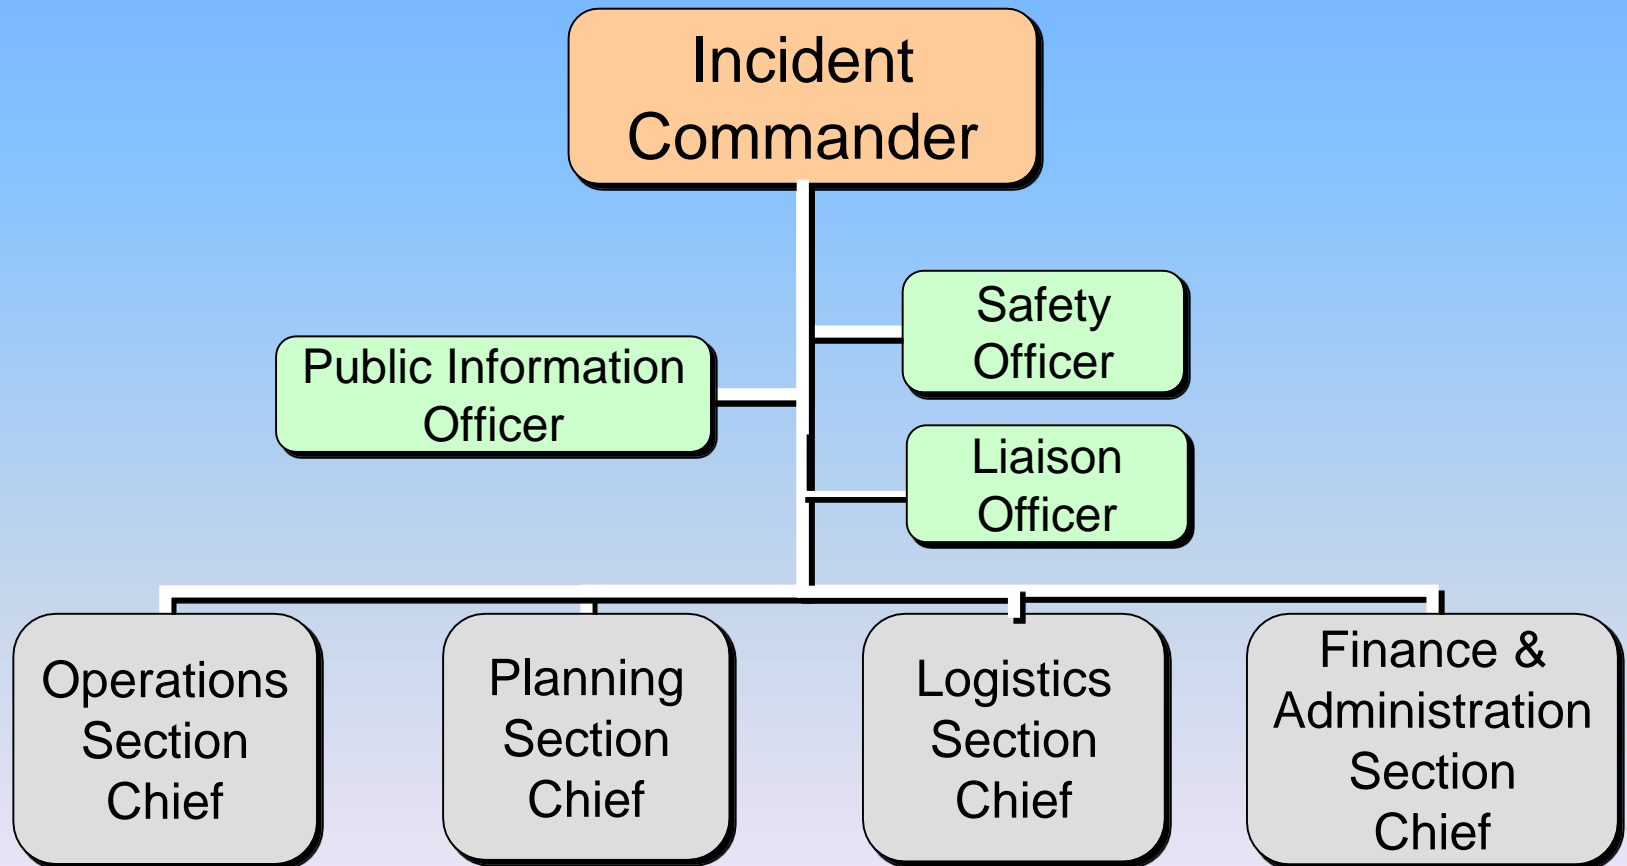 Incident
Commander
Safety
Officer
Public Information
Officer
Liaison
Officer
Operations
Section
Chief
Planning
Section
Chief
Logistics
Section
Chief
Finance &
Administration
Section
Chief